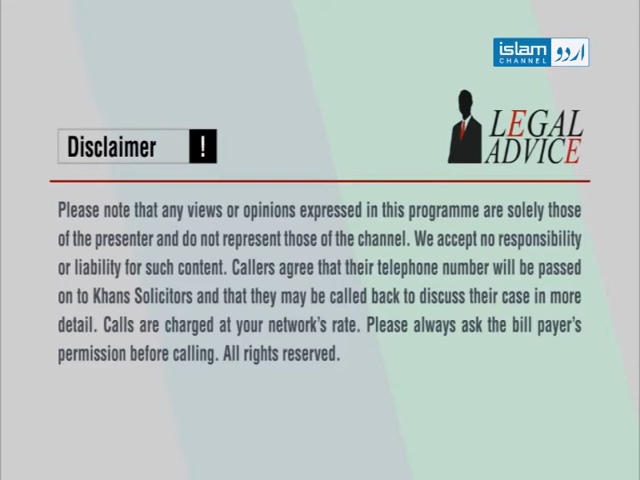 islam اردو
CHANNEL
LEGAL
ADVICE
Disclaimer !
Please note that any views or opinions expressed in this programme are solely those
of the presenter and do not represent those of the channel. We accept no responsibility
or liability for such content. Callers agree that their telephone number will be passed
on to Khans Solicitors and that they may be called back to discuss their case in more
detail. Calls are charged at your network's rate. Please always ask the bill payer's
permission before calling. All rights reserved.